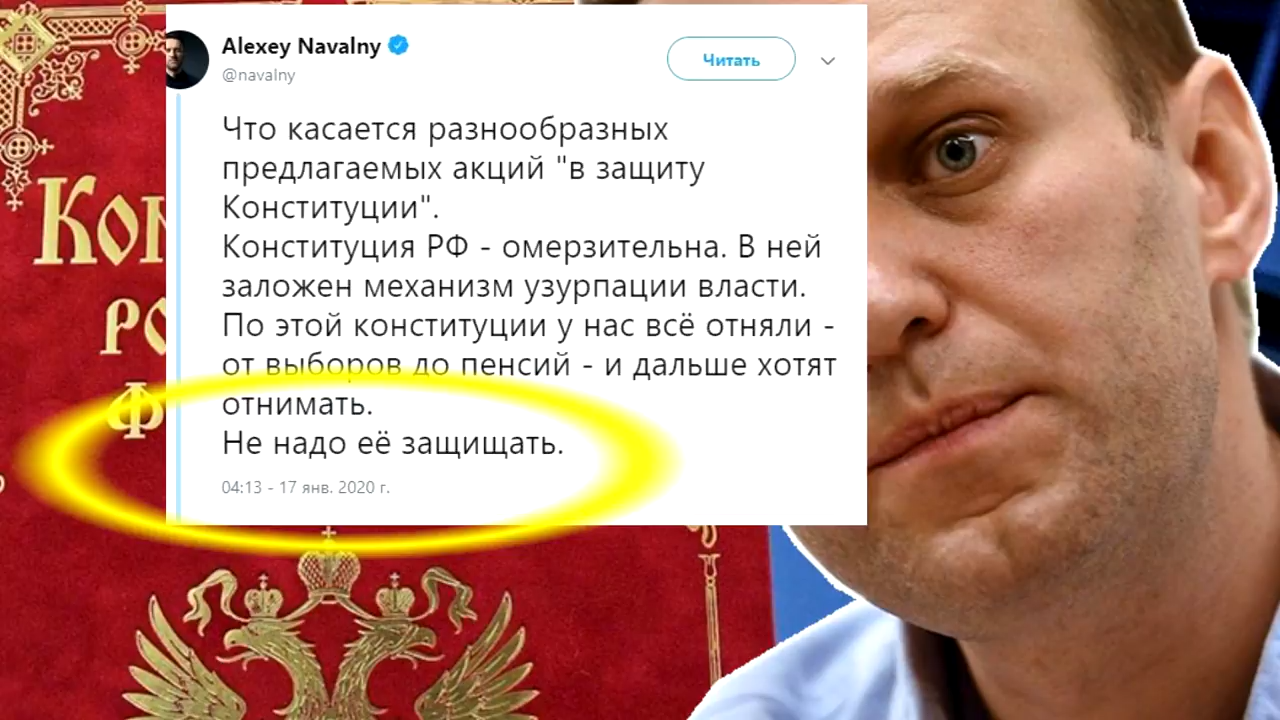 Alexey Navalny
@navalny
Читать
Что касается разнообразных
предлагаемых акций "в защиту
Конституции".
Конституция РФ - омерзительна. В ней
заложен механизм узурпации власти.
По этой конституции у нас всё отняли -
от выборов до пенсий - и дальше хотят
отнимать.
Не надо её защищать.
04:13 - 17 янв. 2020 г.